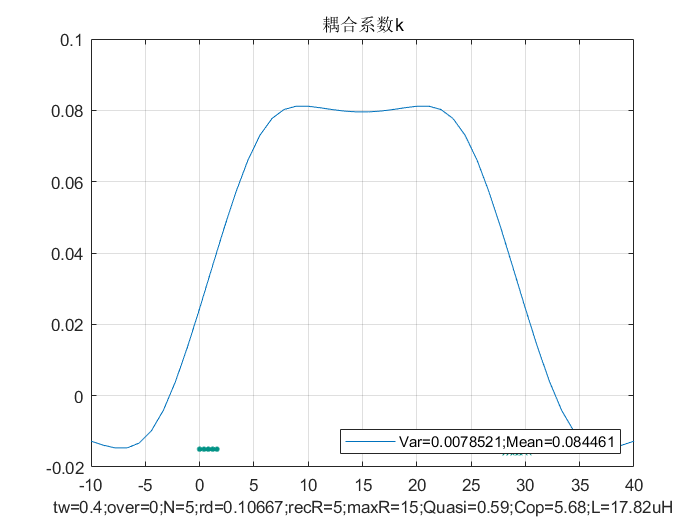 耦合系数k
0.1
0.08
0.06
0.04
0.02
0
-0.02
Var=0.0078521;Mean=0.084461
-10 -5 0 5 10 15 20 25 30 35 40
tw=0.4;over=0;N=5;rd=0.10667;recR=5;maxR=15;Quasi=0.59;Cop=5.68;L=17.82uH